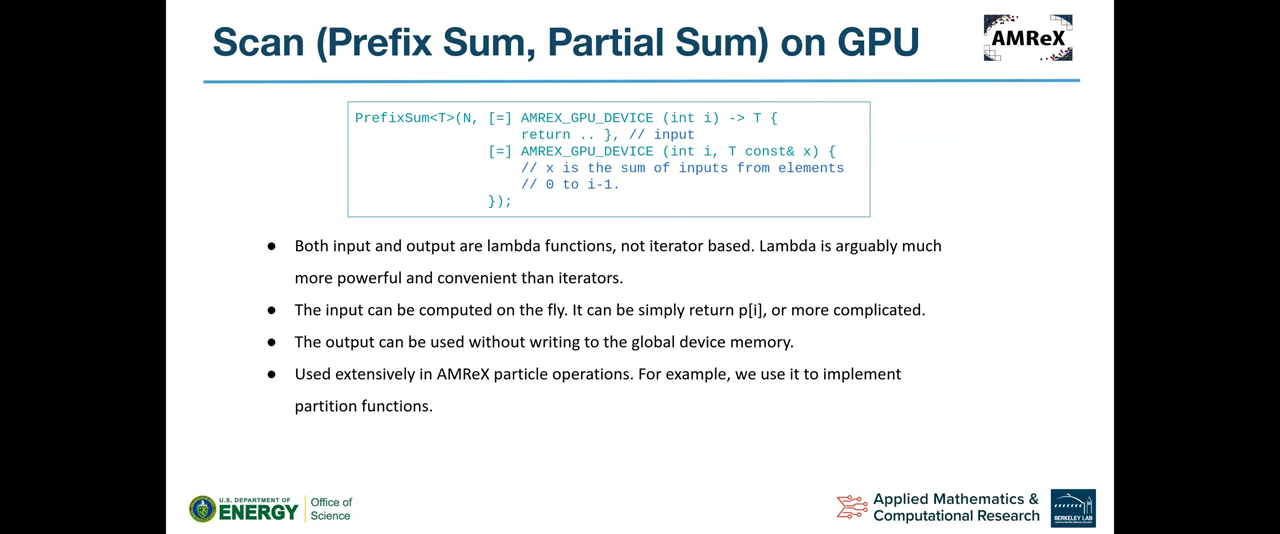 Scan (Prefix Sum, Partial Sum) on GPU
AMReX
PrefixSum<T>(N, [=] AMREX_GPU_DEVICE (int i) -> T {
return .. }, // input
[=] AMREX_GPU_DEVICE (int i, T const& x) {
// x is the sum of inputs from elements
// 0 to i-1.
});
● Both input and output are lambda functions, not iterator based. Lambda is arguably much
more powerful and convenient than iterators.
● The input can be computed on the fly. It can be simply return p[i], or more complicated.
● The output can be used without writing to the global device memory.
● Used extensively in AMReX particle operations. For example, we use it to implement
partition functions.
U.S. DEPARTMENT OF
ENERGY
Office of
Science
Applied Mathematics &
Computational Research
BERKELEY LAB